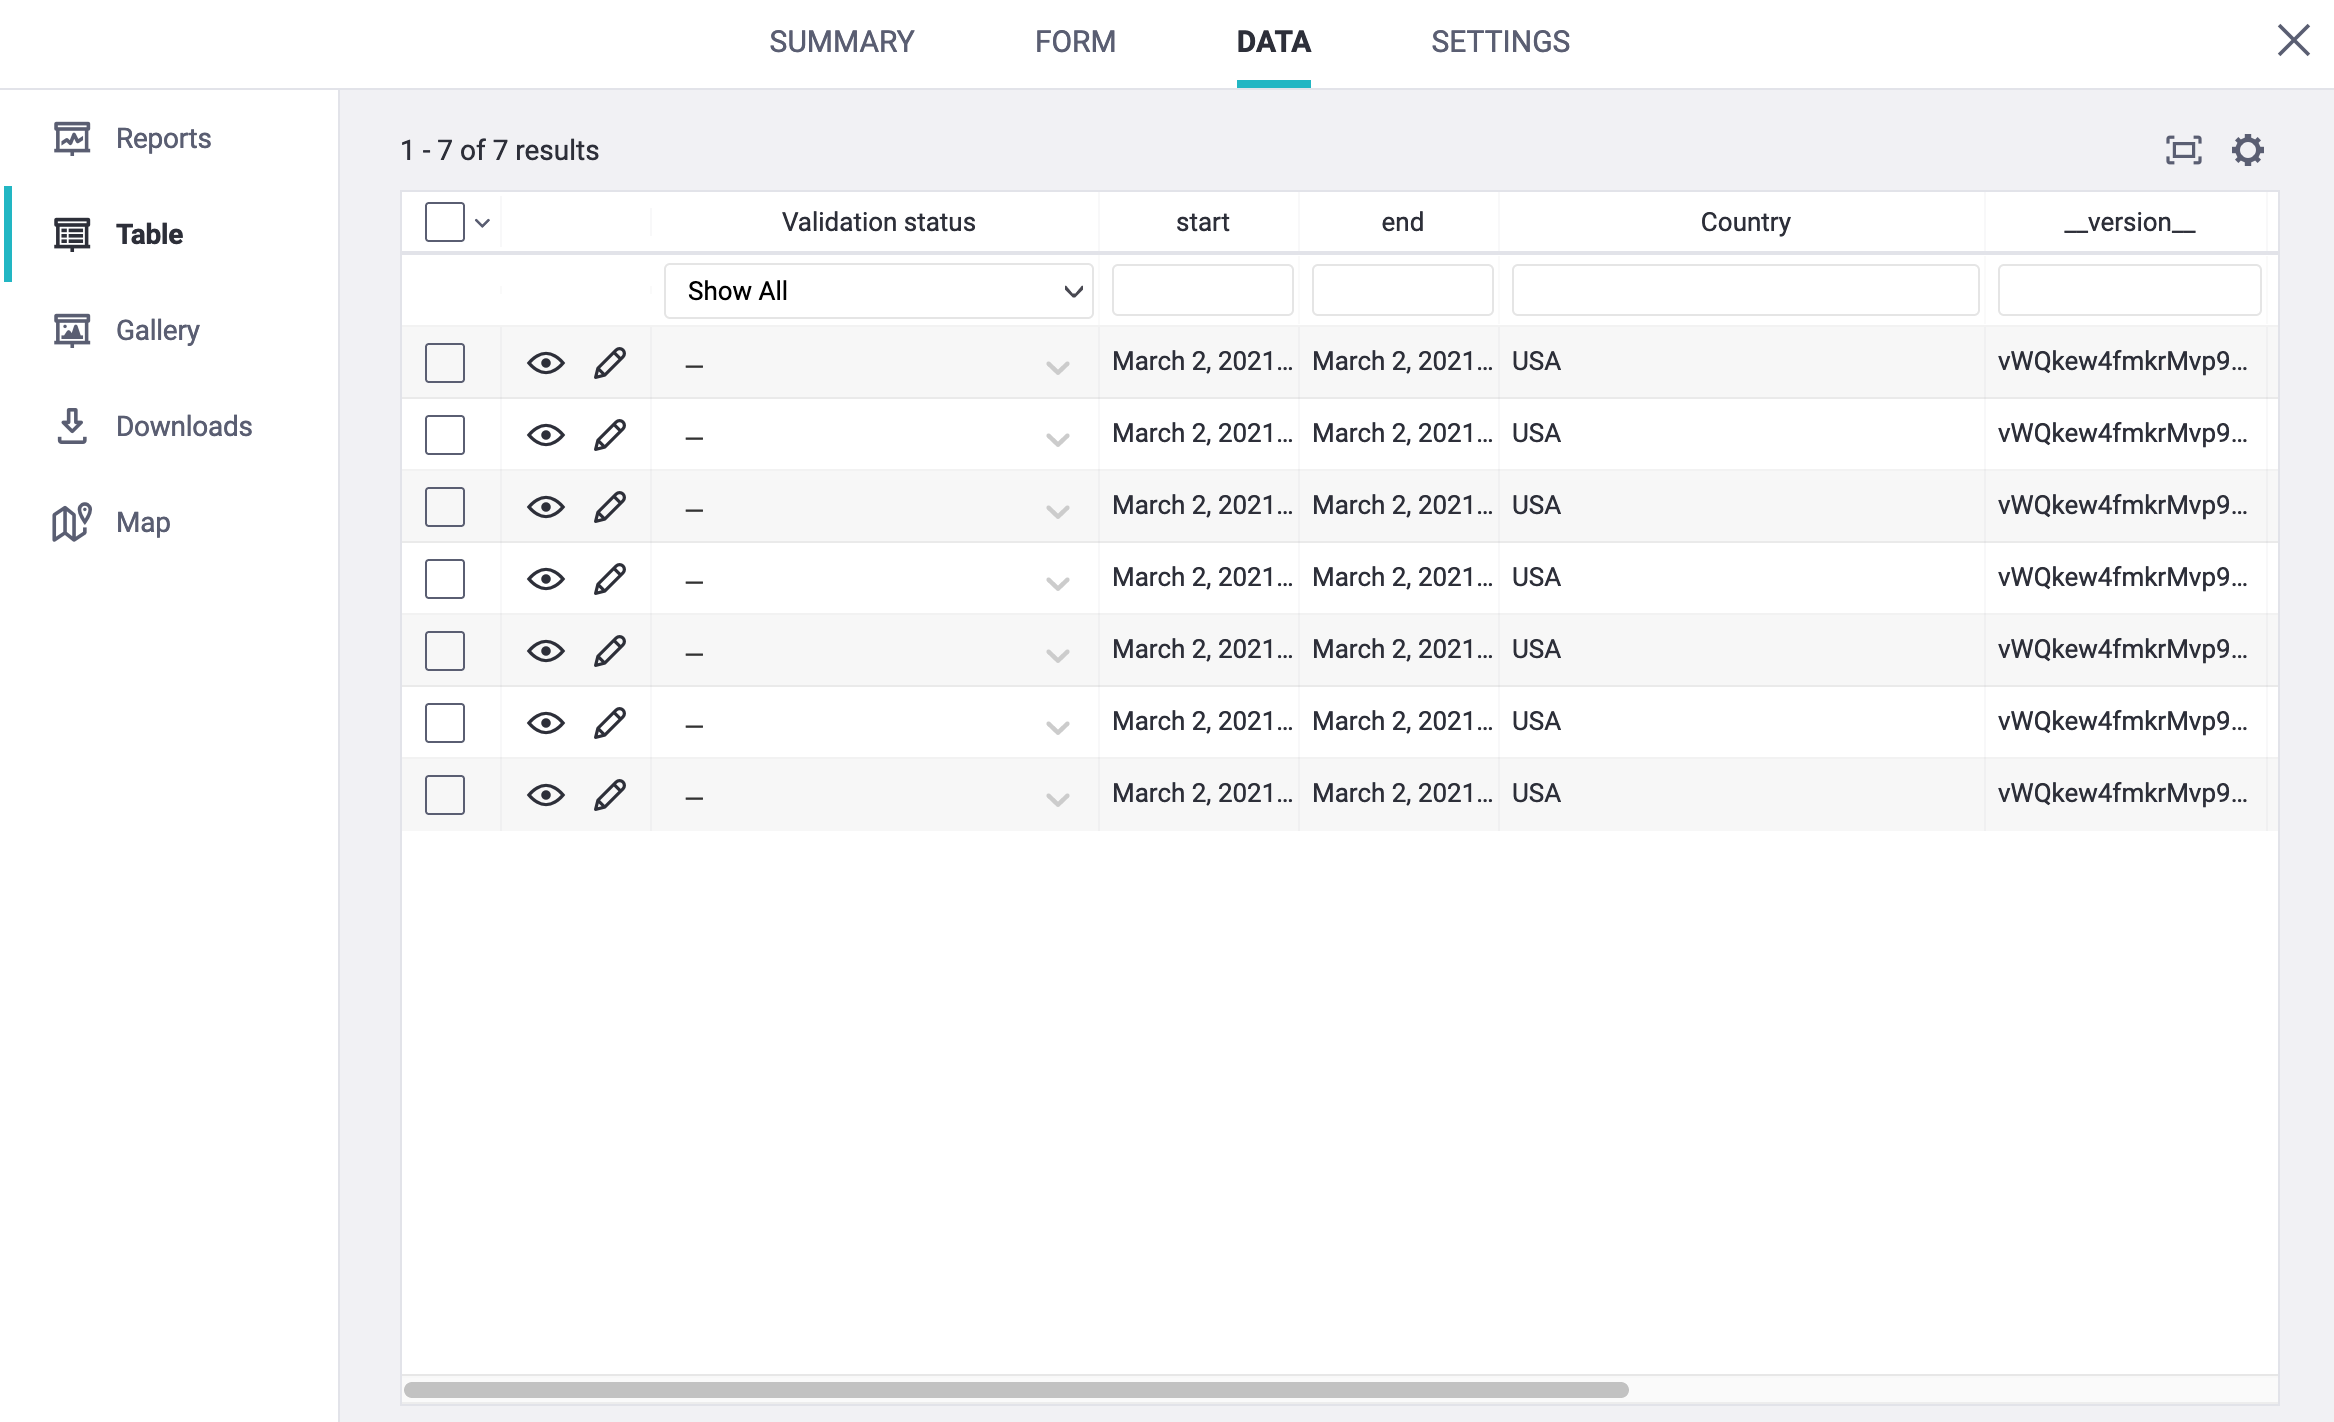 SUMMARY FORM DATA SETTINGS
Reports
Table
Gallery
Downloads
Map
1 - 7 of 7 results
Validation status start end Country __version__
Show All
– March 2, 2021... March 2, 2021... USA vWQkew4fmkrMvp9...
– March 2, 2021... March 2, 2021... USA vWQkew4fmkrMvp9...
– March 2, 2021... March 2, 2021... USA vWQkew4fmkrMvp9...
– March 2, 2021... March 2, 2021... USA vWQkew4fmkrMvp9...
– March 2, 2021... March 2, 2021... USA vWQkew4fmkrMvp9...
– March 2, 2021... March 2, 2021... USA vWQkew4fmkrMvp9...
– March 2, 2021... March 2, 2021... USA vWQkew4fmkrMvp9...